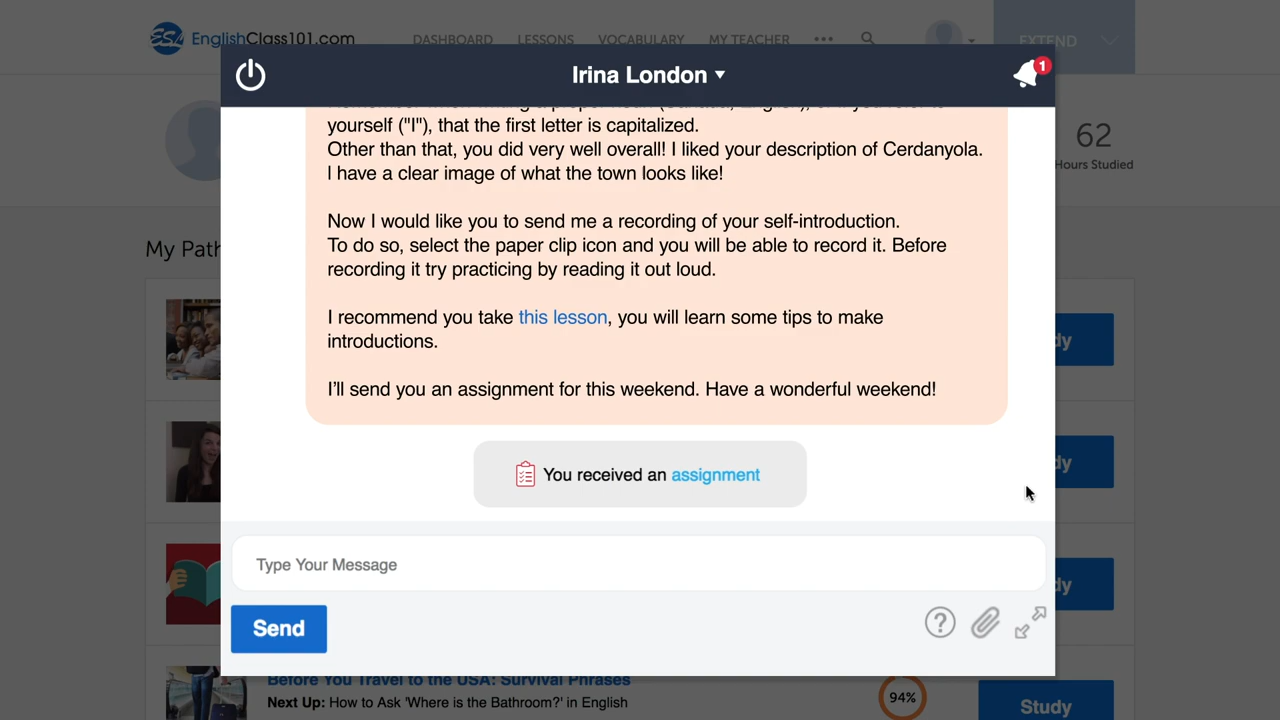 EnglishClass101.com
DASHBOARD LESSONS VOCABULARY MY TEACHER
EXTEND
Irina London
1
yourself ("I"), that the first letter is capitalized.
Other than that, you did very well overall! I liked your description of Cerdanyola.
I have a clear image of what the town looks like!
62
Hours Studied
Now I would like you to send me a recording of your self-introduction.
To do so, select the paper clip icon and you will be able to record it. Before
recording it try practicing by reading it out loud.
My Path
I recommend you take this lesson, you will learn some tips to make
introductions.
I'll send you an assignment for this weekend. Have a wonderful weekend!
You received an assignment
Type Your Message
Send
Before You Travel to the USA: Survival Phrases
Next Up: How to Ask 'Where is the Bathroom?' in English
94%
Study